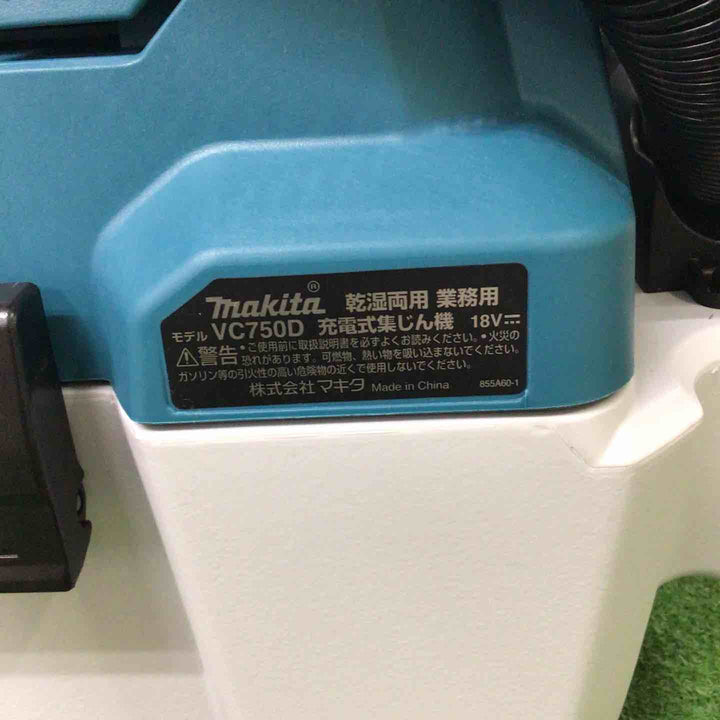 makita® 乾湿両用 業務用
モデル VC750D 充電式集じん機 18V⎓
⚠警告 •ご使用前に取扱説明書を必ずよくお読みください。•火災の
恐れがあります。可燃物、熱い物を吸い込まないでください。
ガソリン等の引火性の高い危険物の近くで使用しないでください。
株式会社マキタ Made in China 855A60-1